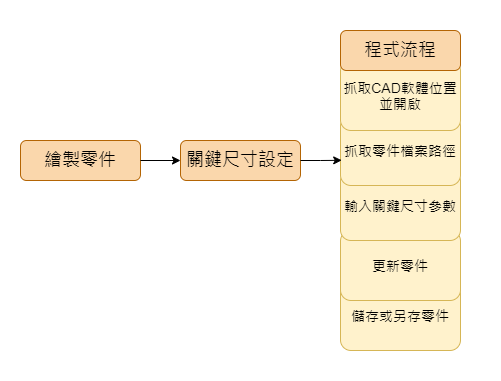 繪製零件
關鍵尺寸設定
程式流程
抓取CAD軟體位置
並開啟
抓取零件檔案路徑
輸入關鍵尺寸參數
更新零件
儲存或另存零件